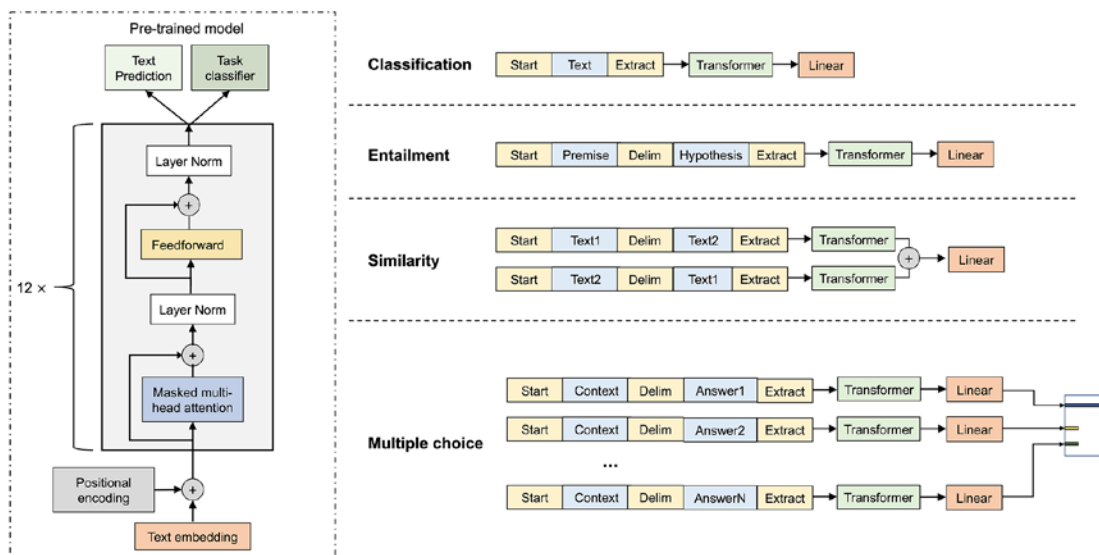 Pre-trained model
Text
Prediction
Task
classifier
Layer Norm
+
Feedforward
12 ×
Layer Norm
+
Masked multi-
head attention
Positional
encoding
+
Text embedding
Classification
Start Text Extract Transformer Linear
Entailment
Start Premise Delim Hypothesis Extract Transformer Linear
Similarity
Start Text1 Delim Text2 Extract Transformer
+ Linear
Start Text2 Delim Text1 Extract Transformer
Multiple choice
Start Context Delim Answer1 Extract Transformer Linear
Start Context Delim Answer2 Extract Transformer Linear
...
Start Context Delim AnswerN Extract Transformer Linear